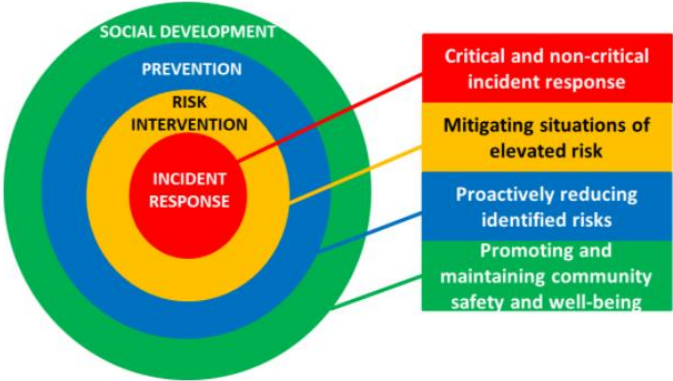 SOCIAL DEVELOPMENT
PREVENTION
RISK
INTERVENTION
INCIDENT
RESPONSE
Critical and non-critical
incident response
Mitigating situations of
elevated risk
Proactively reducing
identified risks
Promoting and
maintaining community
safety and well-being